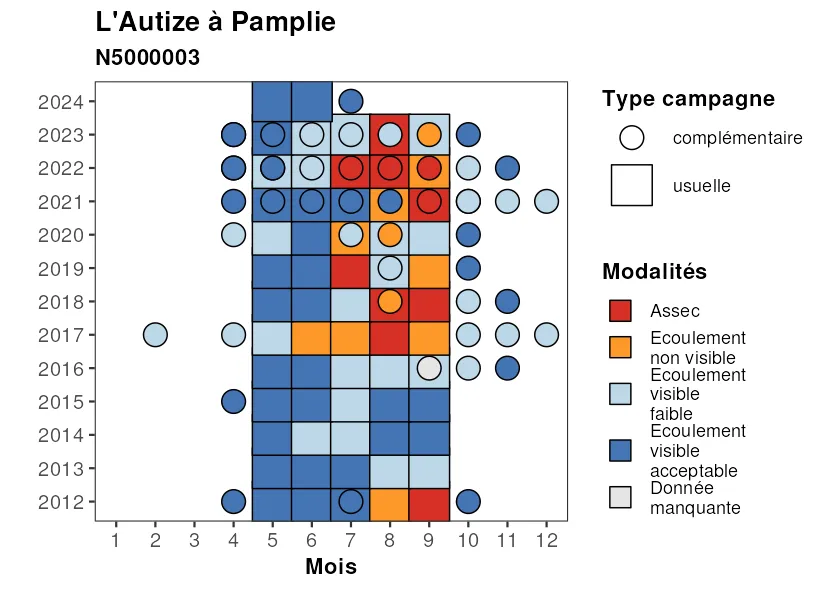 L'Autize à Pamplie
N5000003
2024
2023
2022
2021
2020
2019
2018
2017
2016
2015
2014
2013
2012
1 2 3 4 5 6 7 8 9 10 11 12
Mois
Type campagne
complémentaire
usuelle
Modalités
Assec
Ecoulement
non visible
Ecoulement
visible
faible
Ecoulement
visible
acceptable
Donnée
manquante